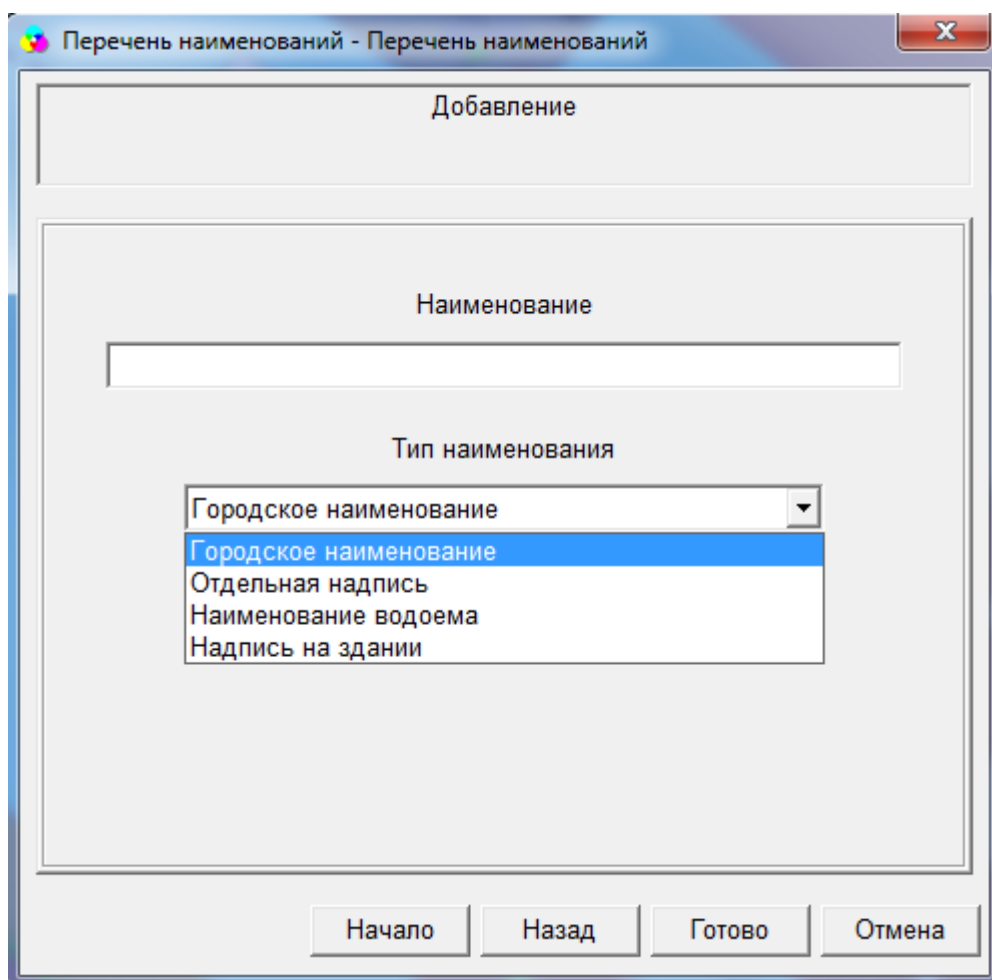 Перечень наименований - Перечень наименований
Добавление
Наименование
Тип наименования
Городское наименование
Городское наименование
Отдельная надпись
Наименование водоема
Надпись на здании
Начало Назад Готово Отмена